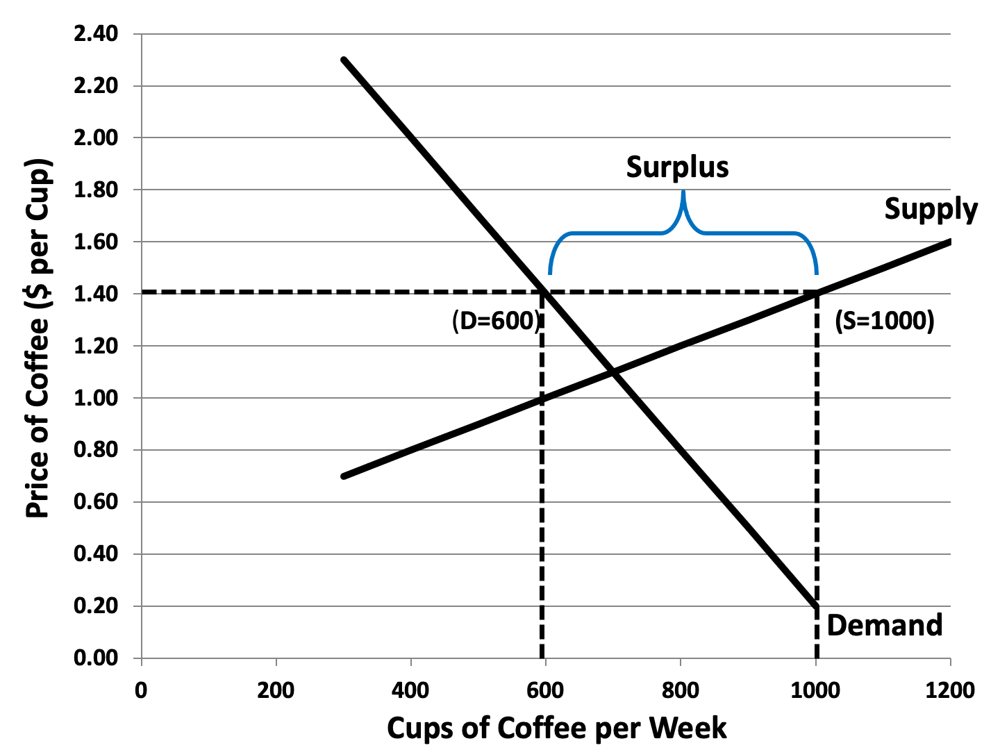 2.40
2.20
2.00
1.80
1.60
1.40
1.20
1.00
0.80
0.60
0.40
0.20
0.00
Price of Coffee ($ per Cup)
Surplus
Supply
(D=600)
(S=1000)
Demand
0 200 400 600 800 1000 1200
Cups of Coffee per Week